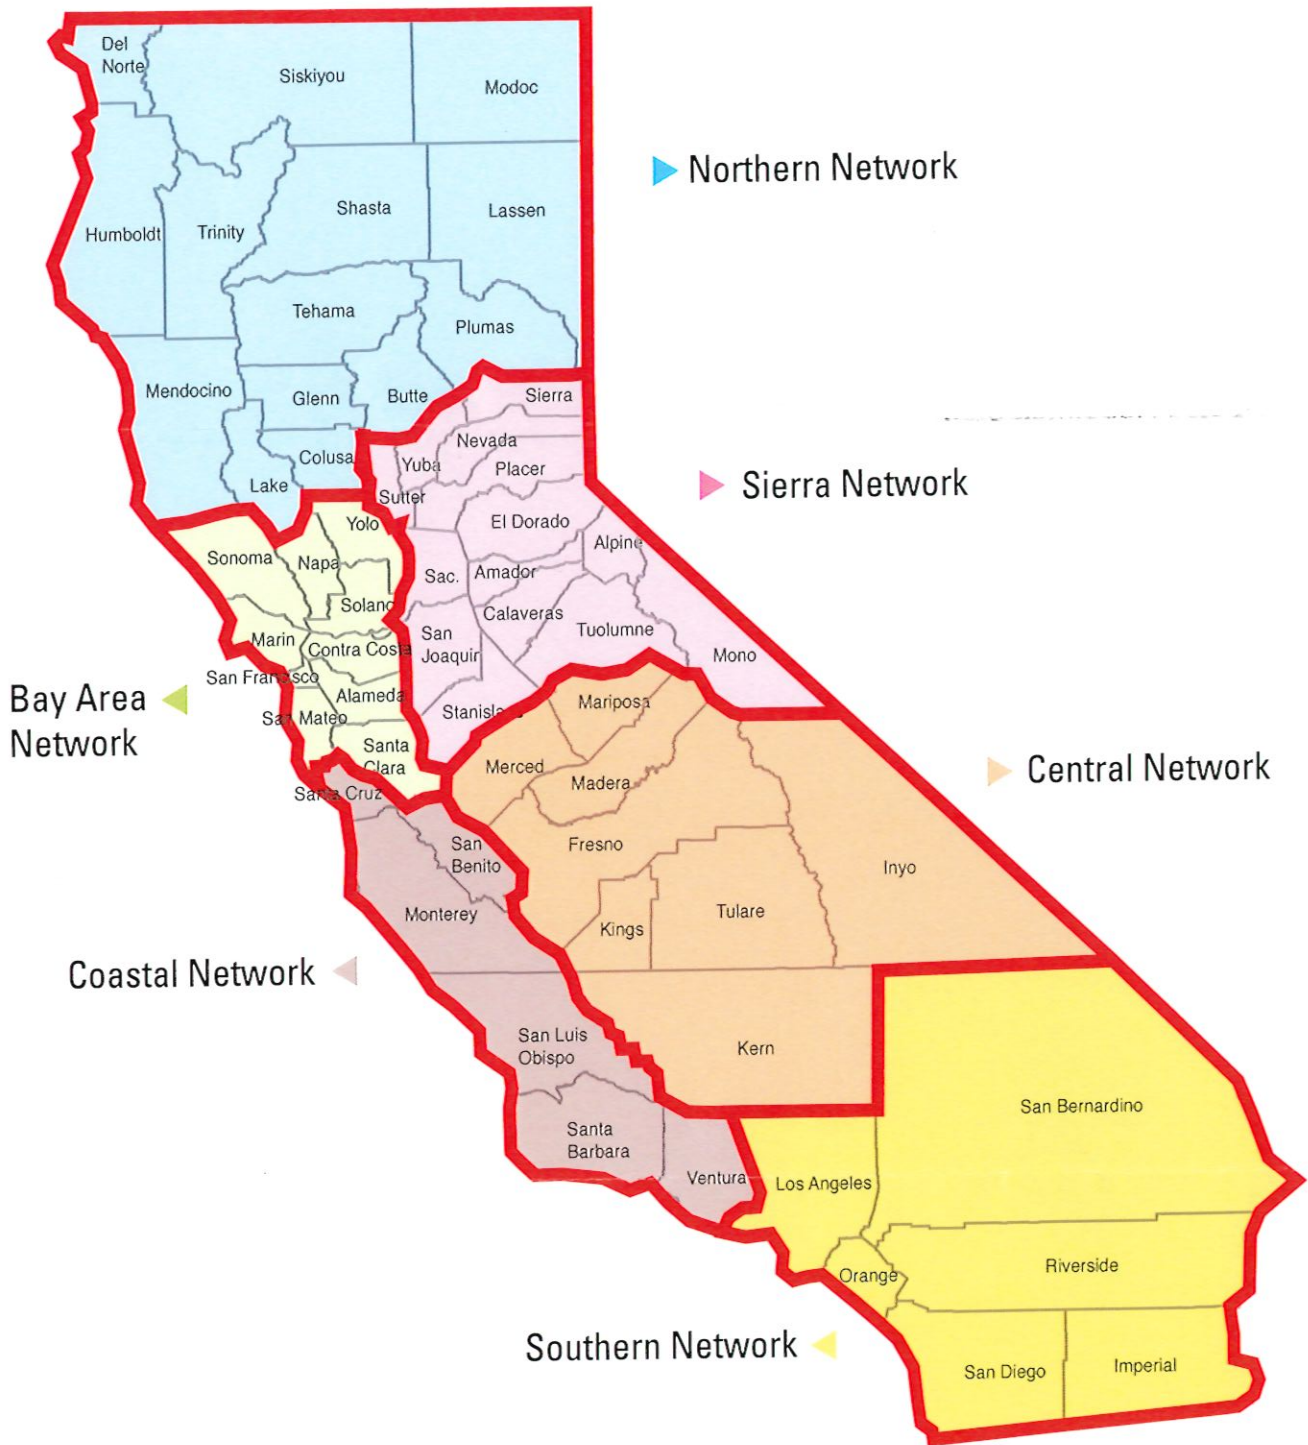 Del
Norte
Siskiyou
Modoc
Northern Network
Humboldt
Trinity
Shasta
Lassen
Tehama
Plumas
Mendocino
Glenn
Butte
Sierra
Colusa
Lake
Nevada
Yuba
Placer
Sutter
Sierra Network
Yolo
El Dorado
Alpine
Sonoma
Napa
Sac.
Amador
Solano
Calaveras
Tuolumne
Marin
Contra Costa
San
Joaquin
Mono
San Francisco
Alameda
Bay Area
Network
San Mateo
Stanislaus
Mariposa
Santa
Clara
Merced
Madera
Central Network
Santa Cruz
San
Benito
Fresno
Inyo
Monterey
Kings
Tulare
Coastal Network
San Luis
Obispo
Kern
San Bernardino
Santa
Barbara
Ventura
Los Angeles
Orange
Riverside
Southern Network
San Diego
Imperial